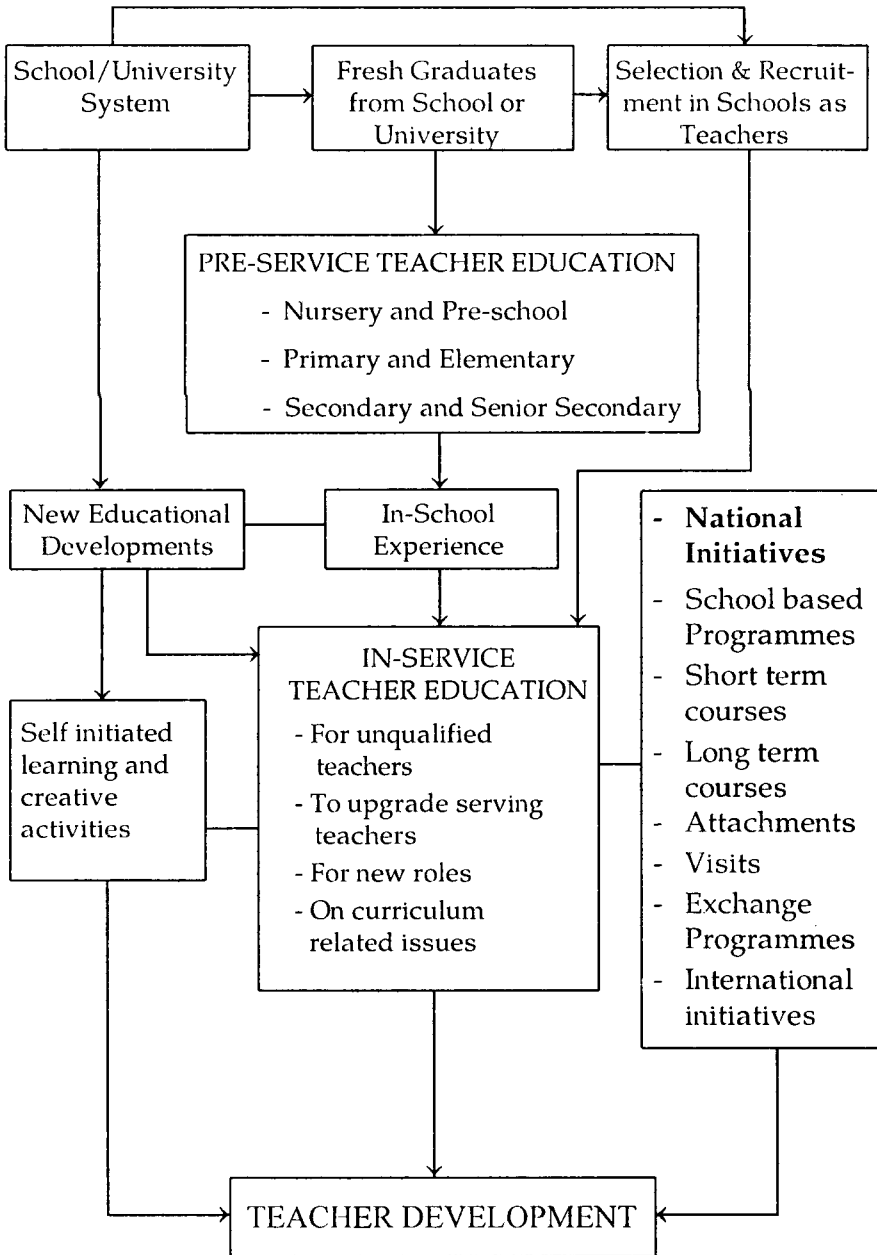 School/University
System
Fresh Graduates
from School or
University
Selection & Recruit-
ment in Schools as
Teachers
PRE-SERVICE TEACHER EDUCATION
- Nursery and Pre-school
- Primary and Elementary
- Secondary and Senior Secondary
New Educational
Developments
In-School
Experience
- National
Initiatives
- School based
Programmes
- Short term
courses
- Long term
courses
- Attachments
- Visits
- Exchange
Programmes
- International
initiatives
IN-SERVICE
TEACHER EDUCATION
- For unqualified
teachers
- To upgrade serving
teachers
- For new roles
- On curriculum
related issues
Self initiated
learning and
creative
activities
TEACHER DEVELOPMENT